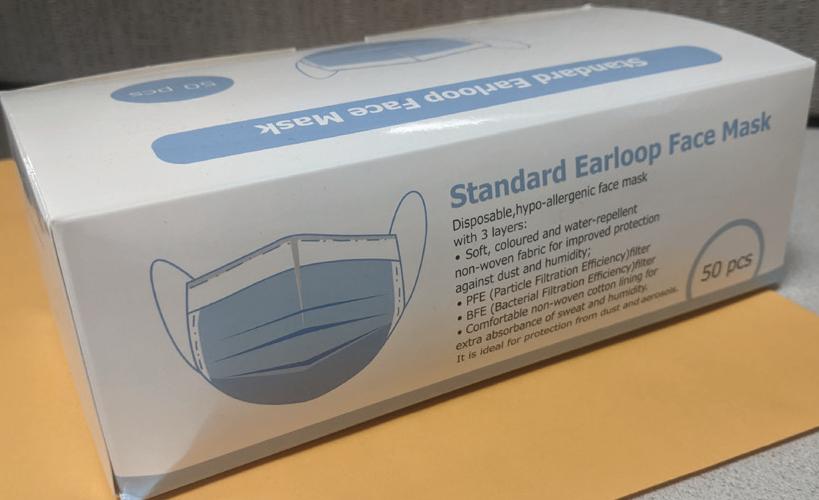 50 pcs
Standard Earloop Face Mask
Standard Earloop Face Mask
Disposable,hypo-allergenic face mask
with 3 layers:
• Soft, coloured and water-repellent
non-woven fabric for improved protection
against dust and humidity;
• PFE (Particle Filtration Efficiency)filter
• BFE (Bacterial Filtration Efficiency)filter
• Comfortable non-woven cotton lining for
extra absorbance of sweat and humidity.
It is ideal for protection from dust and aerosols.
50 pcs